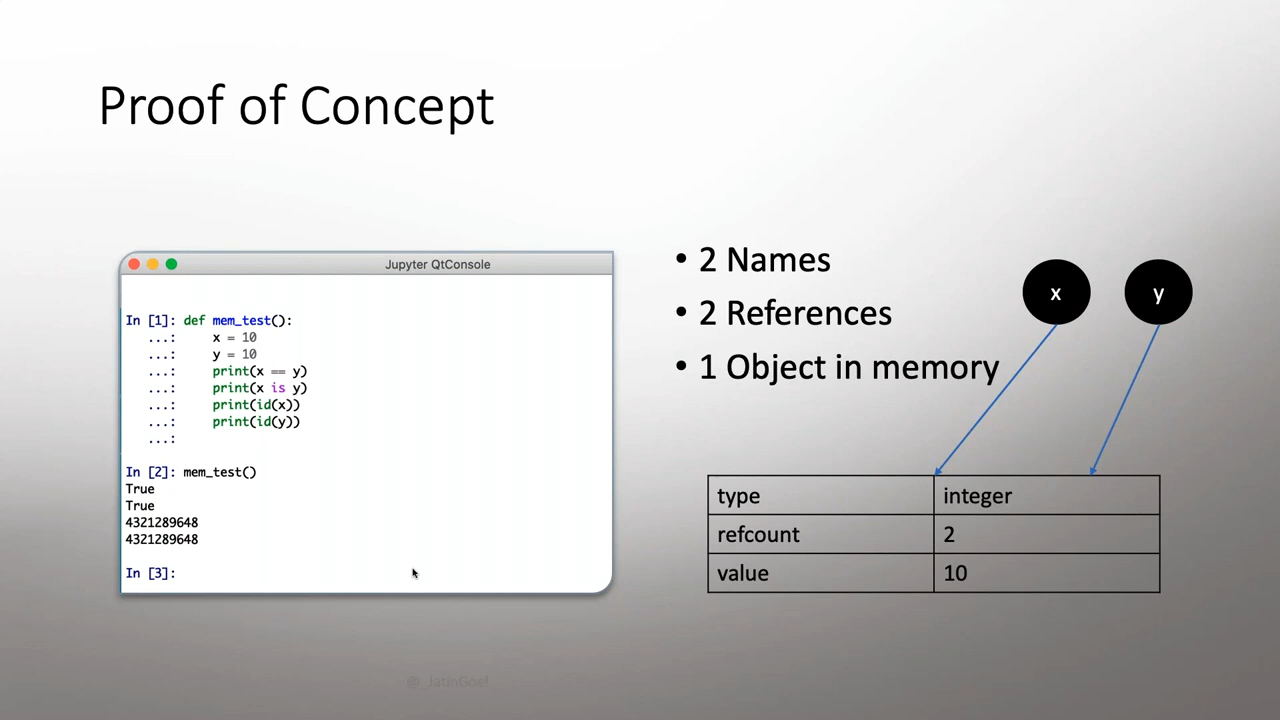 Proof of Concept
Jupyter QtConsole
In [1]: def mem_test():
...: x = 10
...: y = 10
...: print(x == y)
...: print(x is y)
...: print(id(x))
...: print(id(y))
...:
In [2]: mem_test()
True
True
4321289648
4321289648
In [3]:
• 2 Names
• 2 References
• 1 Object in memory
x
y
type integer
refcount 2
value 10
@_JatinGoel